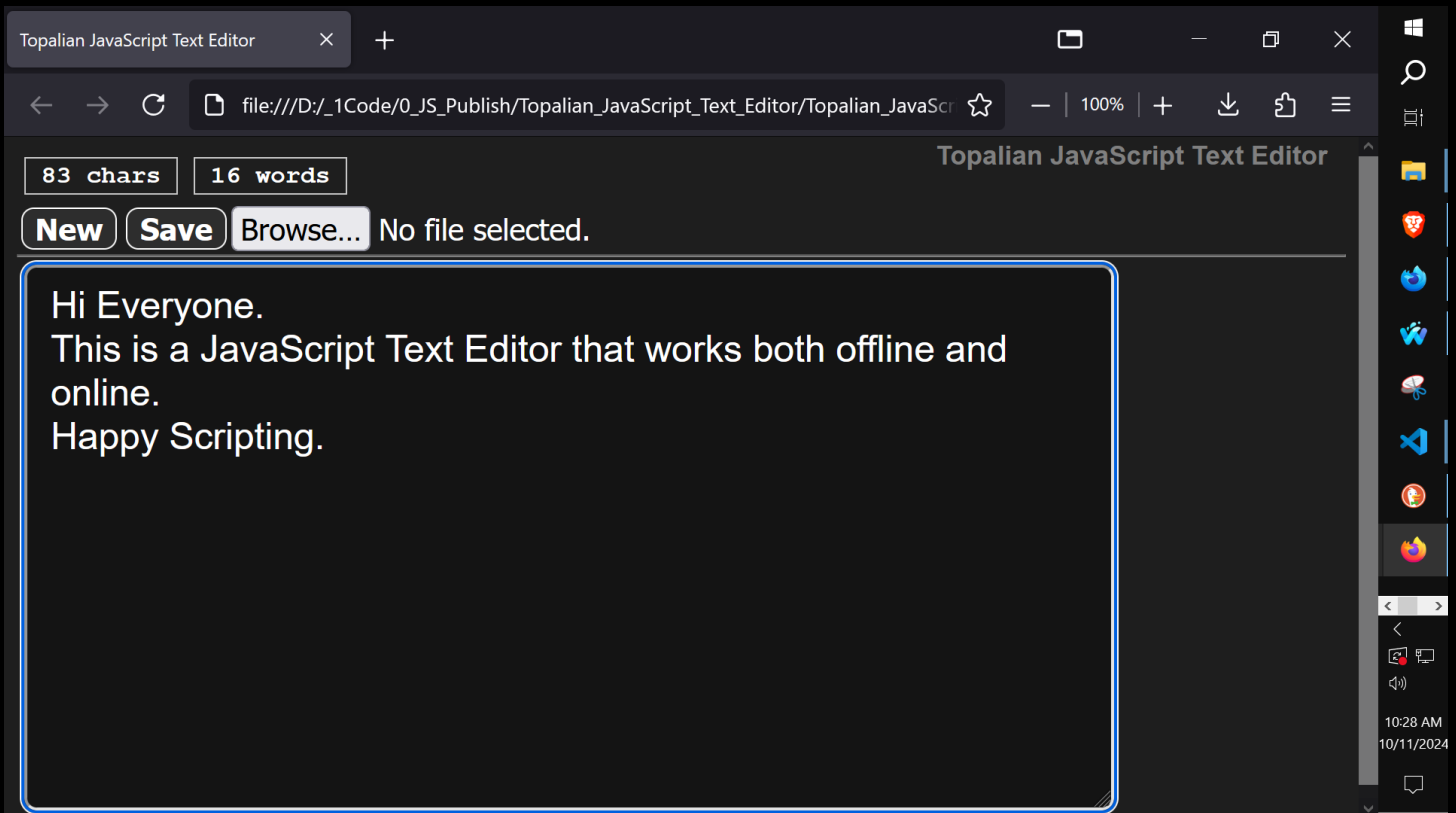 Topalian JavaScript Text Editor
file:///D:/_1Code/0_JS_Publish/Topalian_JavaScript_Text_Editor/Topalian_JavaScr
100%
83 chars 16 words
Topalian JavaScript Text Editor
New Save Browse... No file selected.
Hi Everyone.
This is a JavaScript Text Editor that works both offline and
online.
Happy Scripting.
10:28 AM
10/11/2024